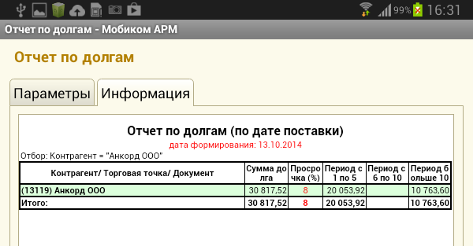 99% 16:31
Отчет по долгам - Мобиком АРМ
Отчет по долгам
Параметры Информация
Отчет по долгам (по дате поставки)
дата формирования: 13.10.2014
Отбор: Контрагент = "Анкорд ООО"
Контрагент/ Торговая точка/ Документ Сумма до лга Просро чка (%) Период с 1 по 5 Период с 6 по 10 Период б ольше 10
(13119) Анкорд ООО 30 817,52 8 20 053,92 10 763,60
Итого: 30 817,52 8 20 053,92 10 763,60